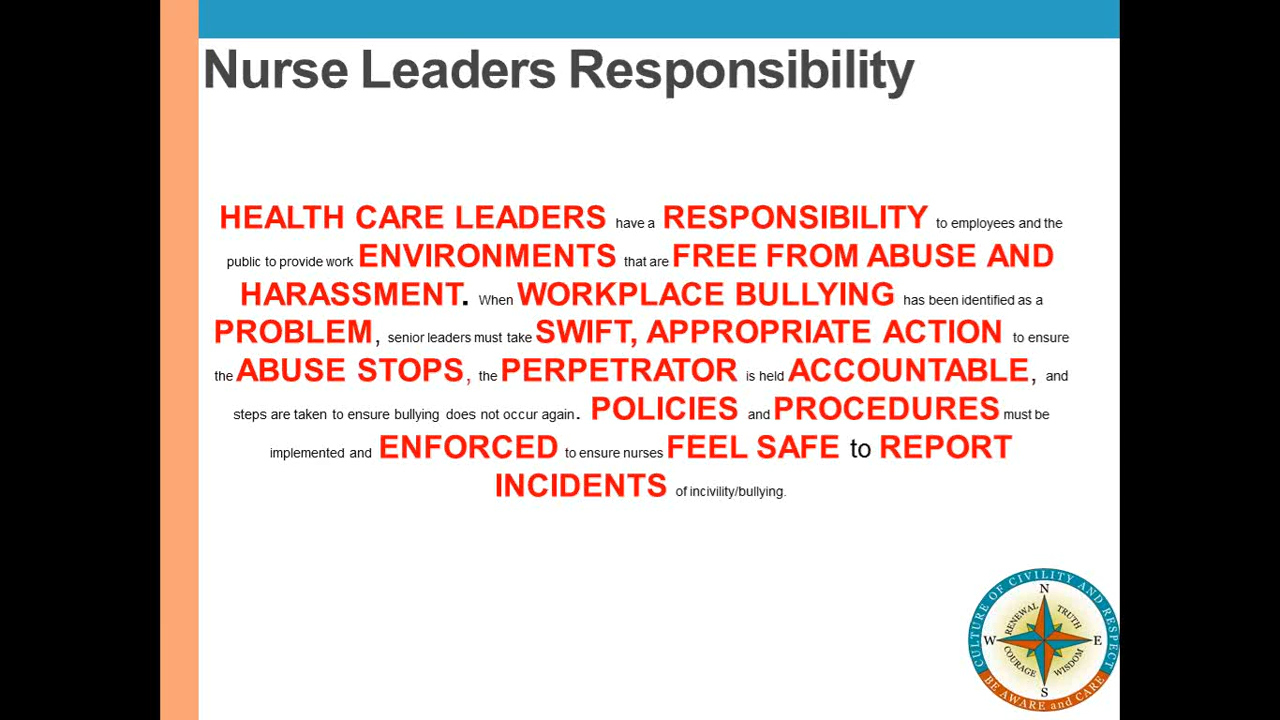 Nurse Leaders Responsibility
HEALTH CARE LEADERS have a RESPONSIBILITY to employees and the
public to provide work ENVIRONMENTS that are FREE FROM ABUSE AND
HARASSMENT. When WORKPLACE BULLYING has been identified as a
PROBLEM, senior leaders must take SWIFT, APPROPRIATE ACTION to ensure
the ABUSE STOPS, the PERPETRATOR is held ACCOUNTABLE, and
steps are taken to ensure bullying does not occur again. POLICIES and PROCEDURES must be
implemented and ENFORCED to ensure nurses FEEL SAFE to REPORT
INCIDENTS of incivility/bullying.
CULTURE OF CIVILITY AND RESPECT
N
RENEWAL
TRUTH
W
E
COURAGE
WISDOM
S
BE AWARE and CARE